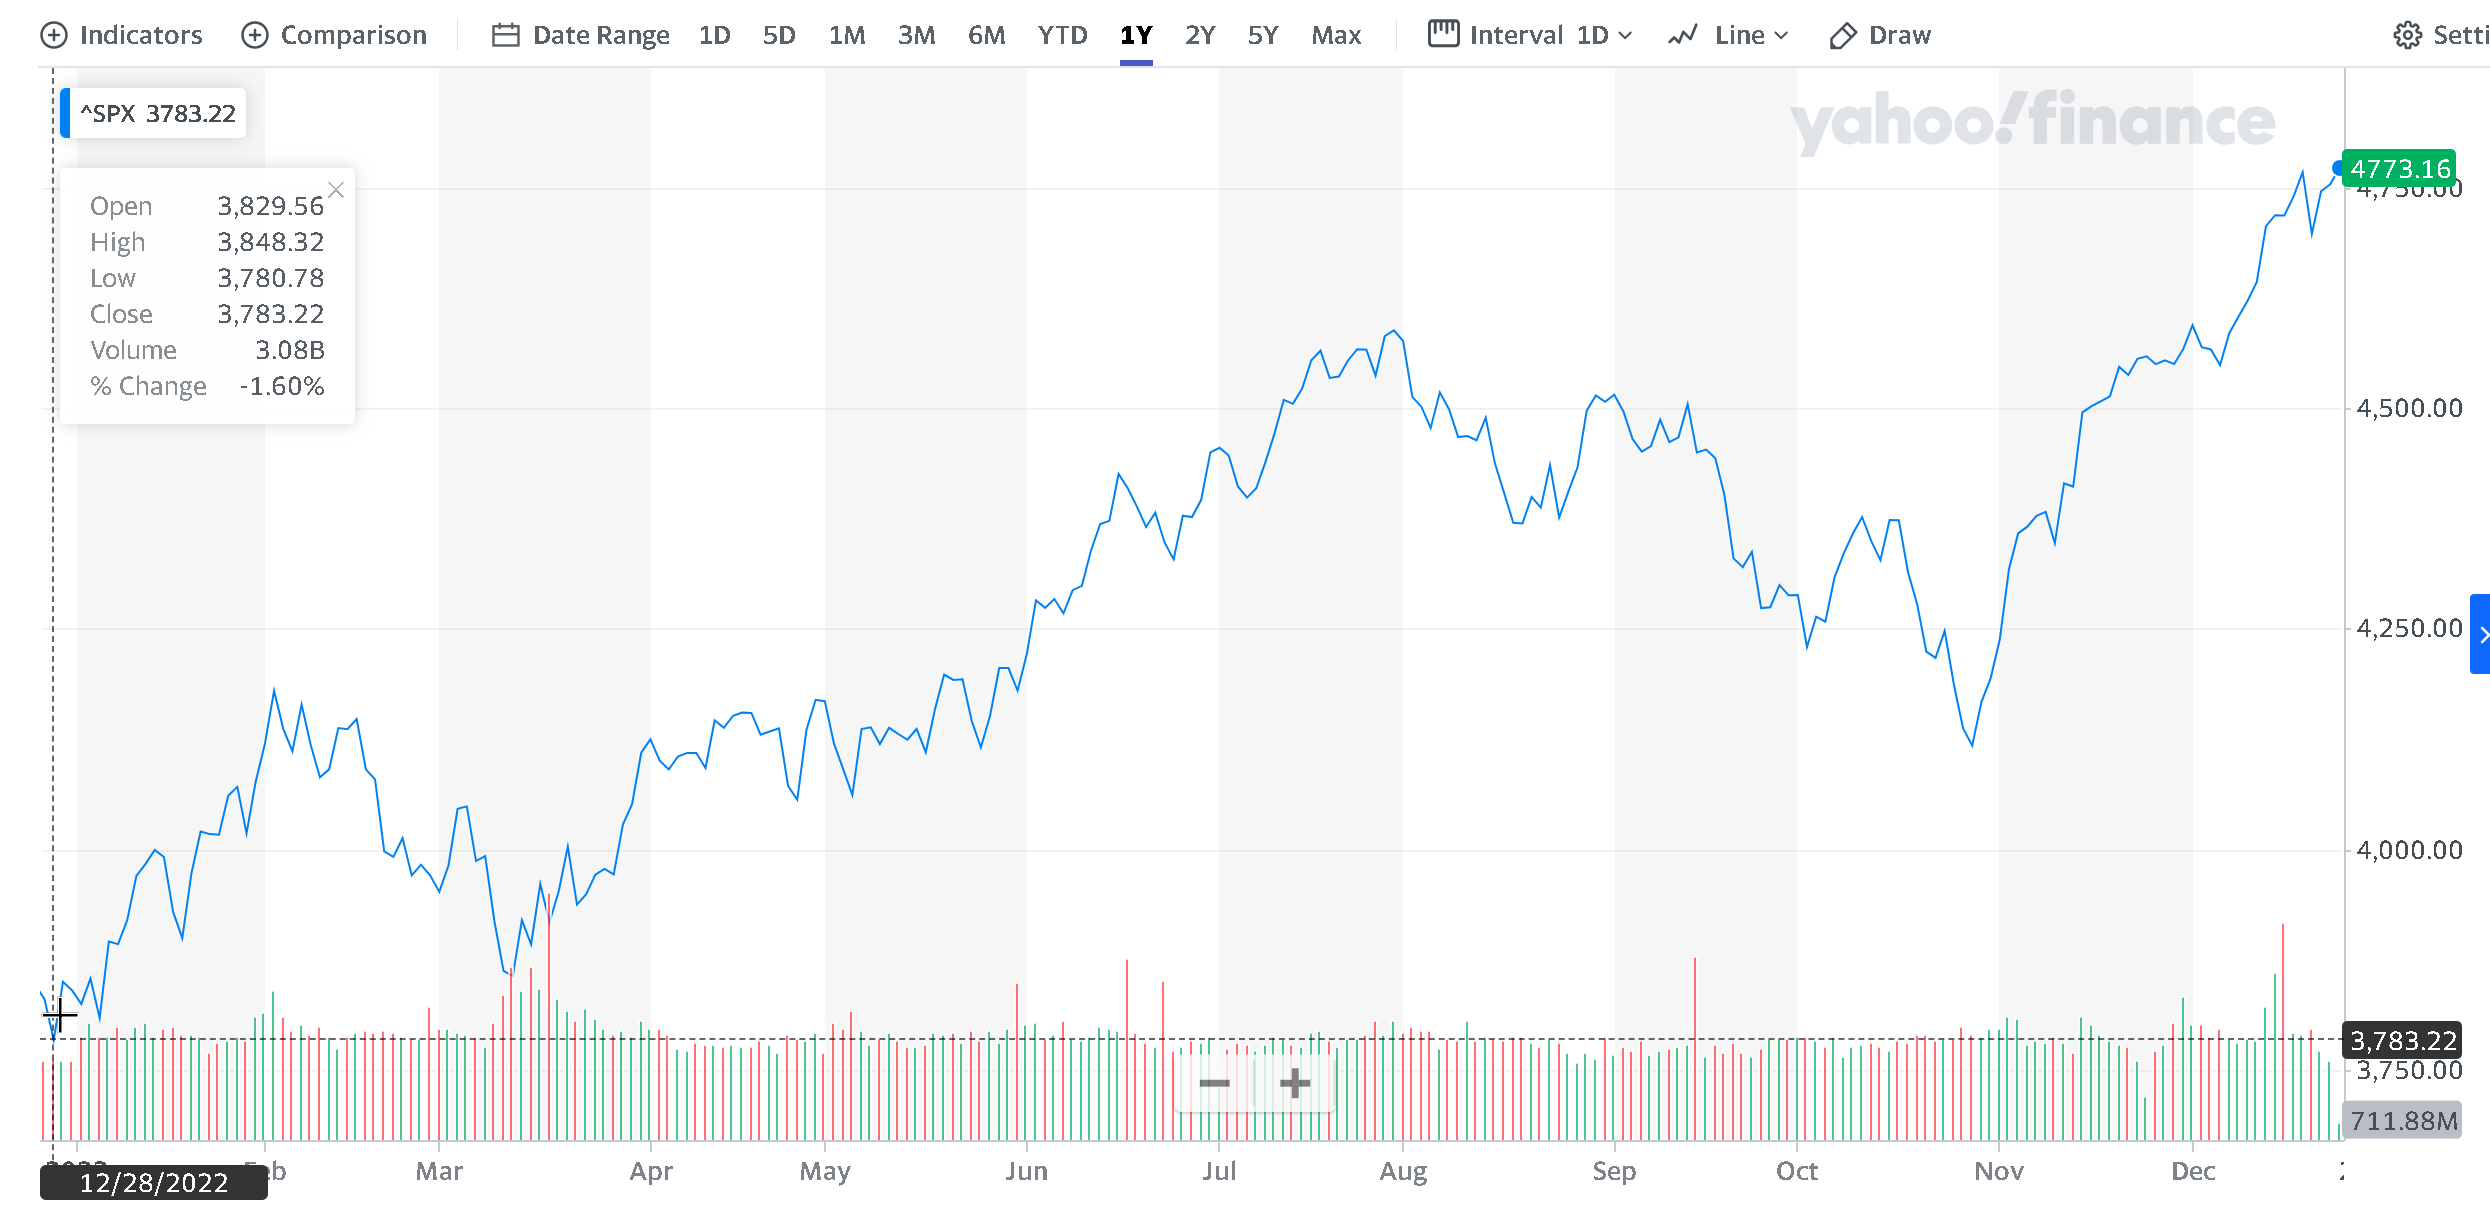 Indicators Comparison Date Range 1D 5D 1M 3M 6M YTD 1Y 2Y 5Y Max Interval 1D Line Draw Setti
^SPX 3783.22
yahoo!finance
Open 3,829.56
High 3,848.32
Low 3,780.78
Close 3,783.22
Volume 3.08B
% Change -1.60%
4773.16
4,750.00
4,500.00
4,250.00
4,000.00
3,783.22
3,750.00
711.88M
12/28/2022 Mar Apr May Jun Jul Aug Sep Oct Nov Dec